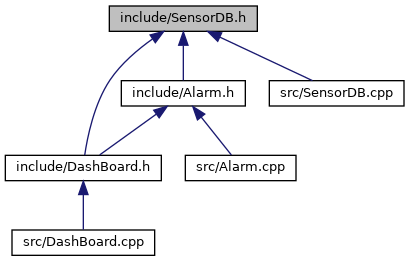 include/SensorDB.h
include/Alarm.h
src/SensorDB.cpp
include/DashBoard.h
src/Alarm.cpp
src/DashBoard.cpp